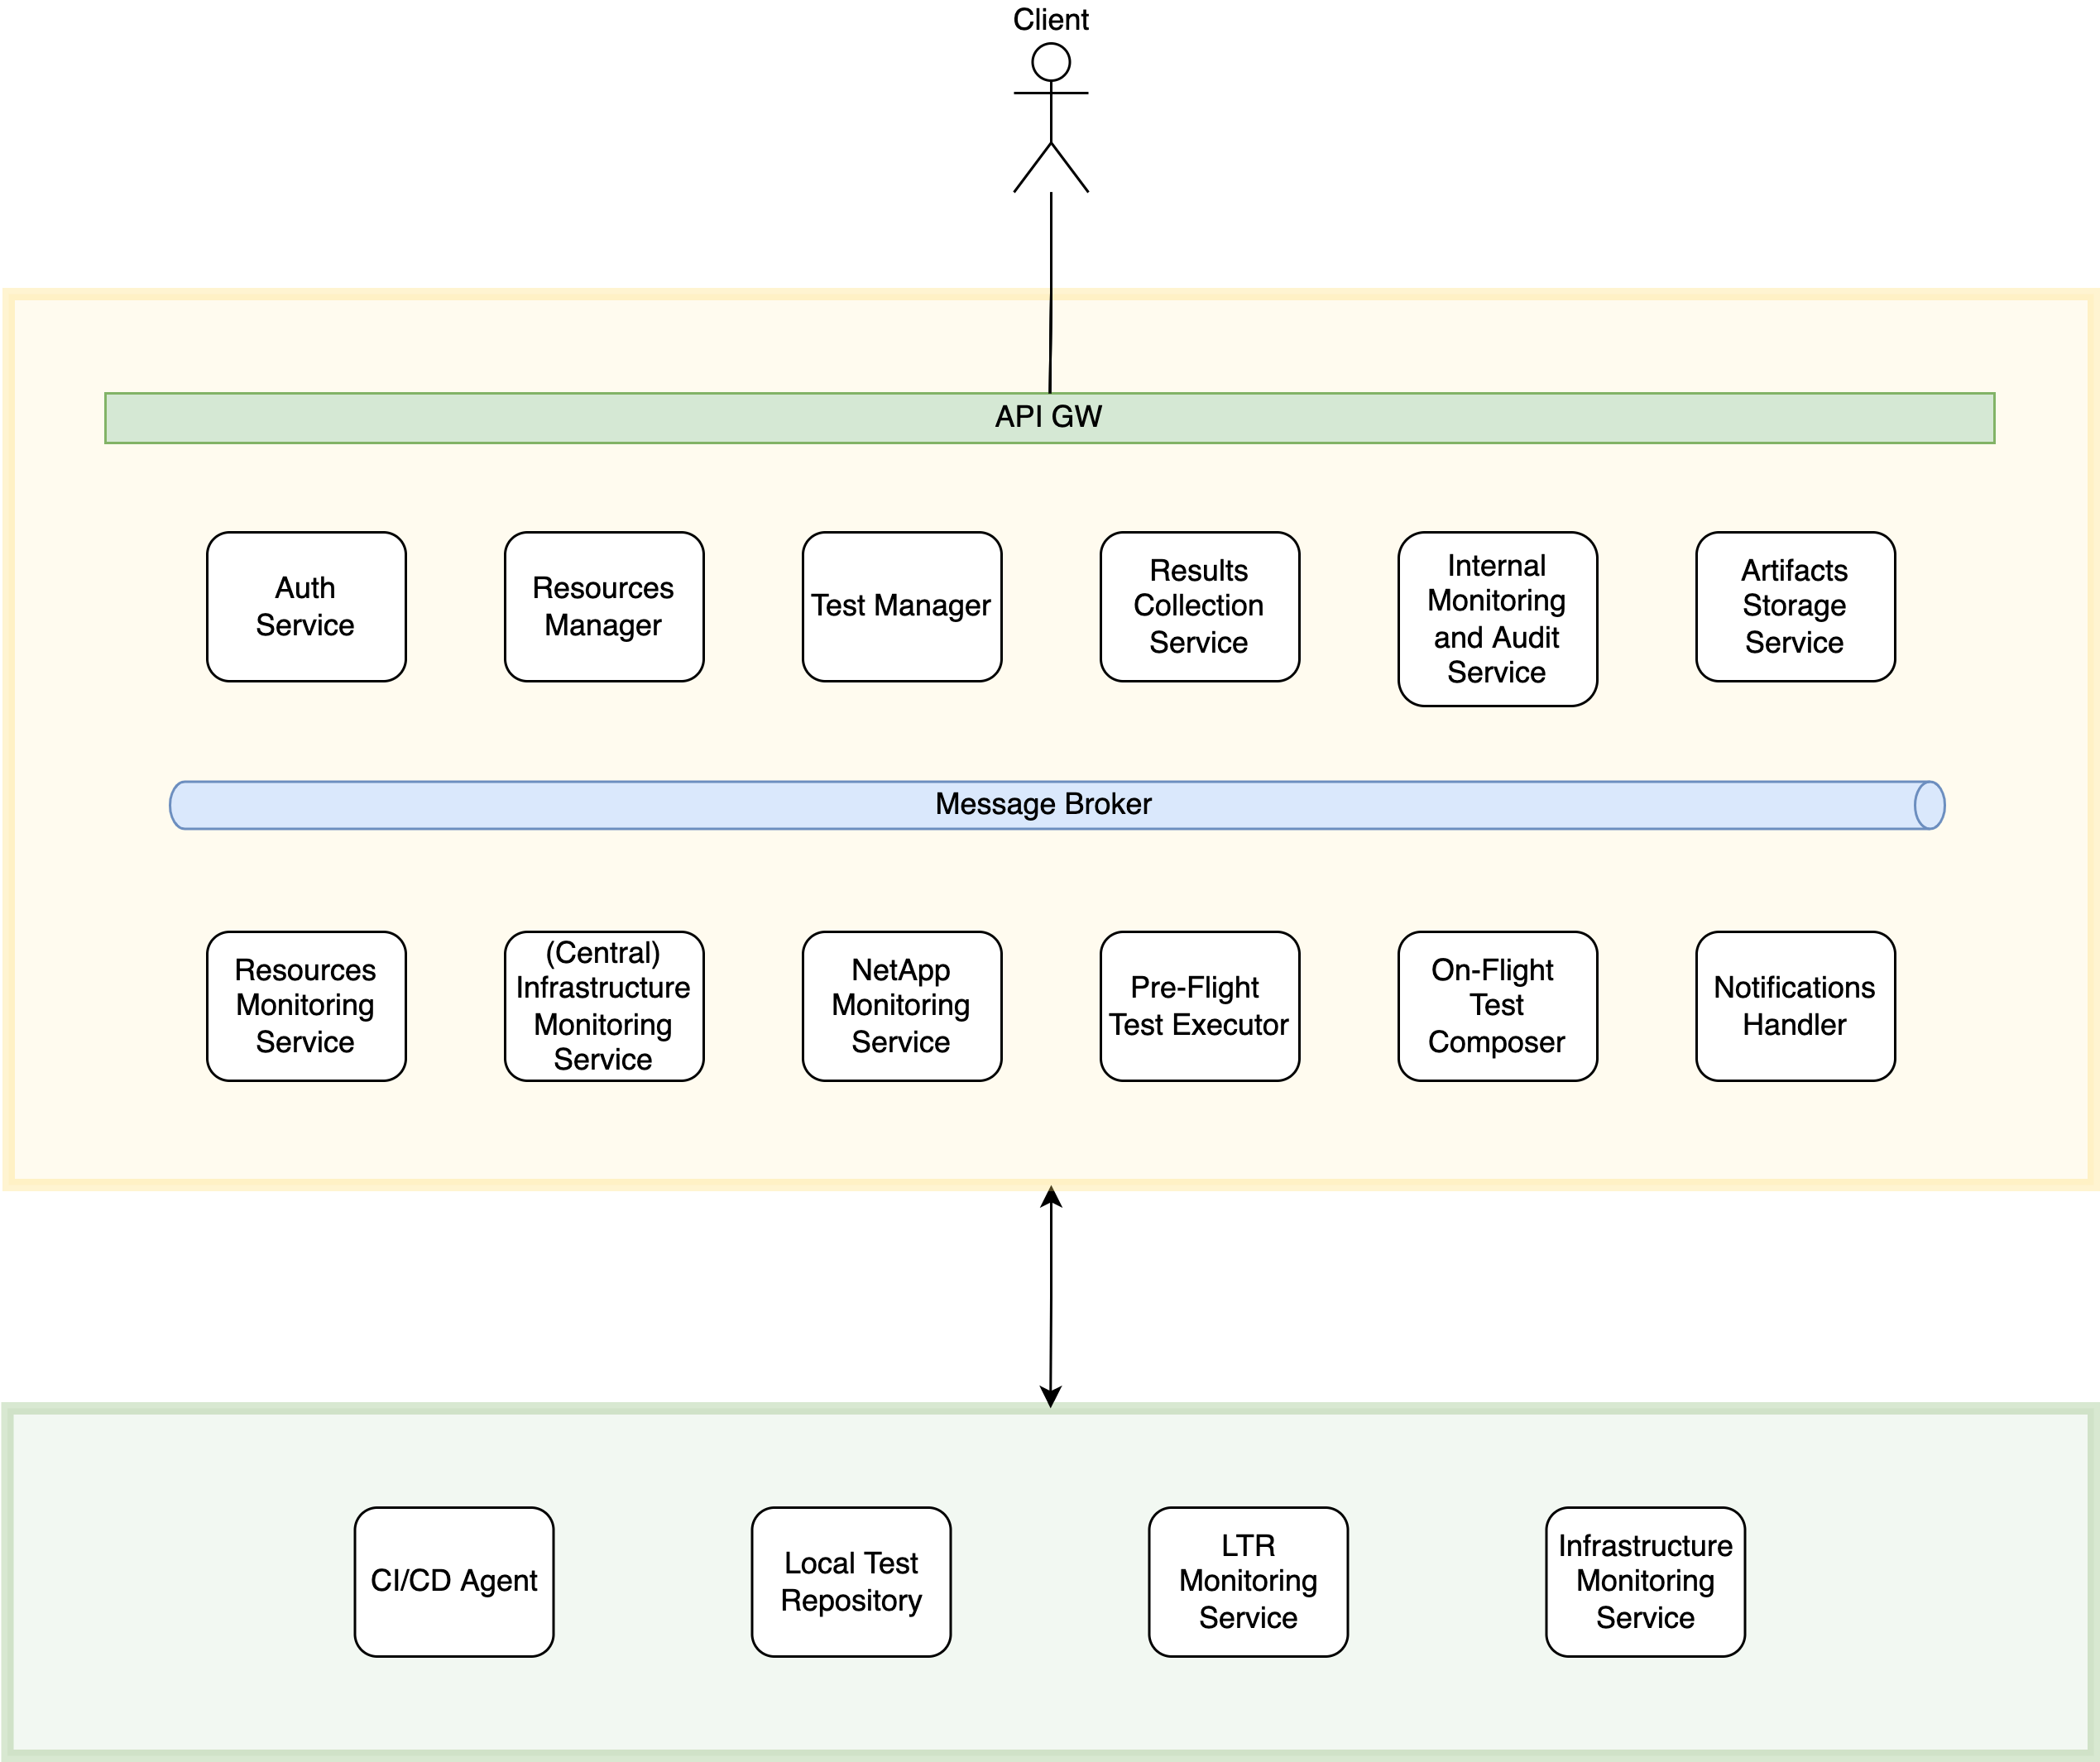 Client
API GW
Auth
Service
Resources
Manager
Test Manager
Results
Collection
Service
Internal
Monitoring
and Audit
Service
Artifacts
Storage
Service
Message Broker
Resources
Monitoring
Service
(Central)
Infrastructure
Monitoring
Service
NetApp
Monitoring
Service
Pre-Flight
Test Executor
On-Flight
Test
Composer
Notifications
Handler
CI/CD Agent
Local Test
Repository
LTR
Monitoring
Service
Infrastructure
Monitoring
Service